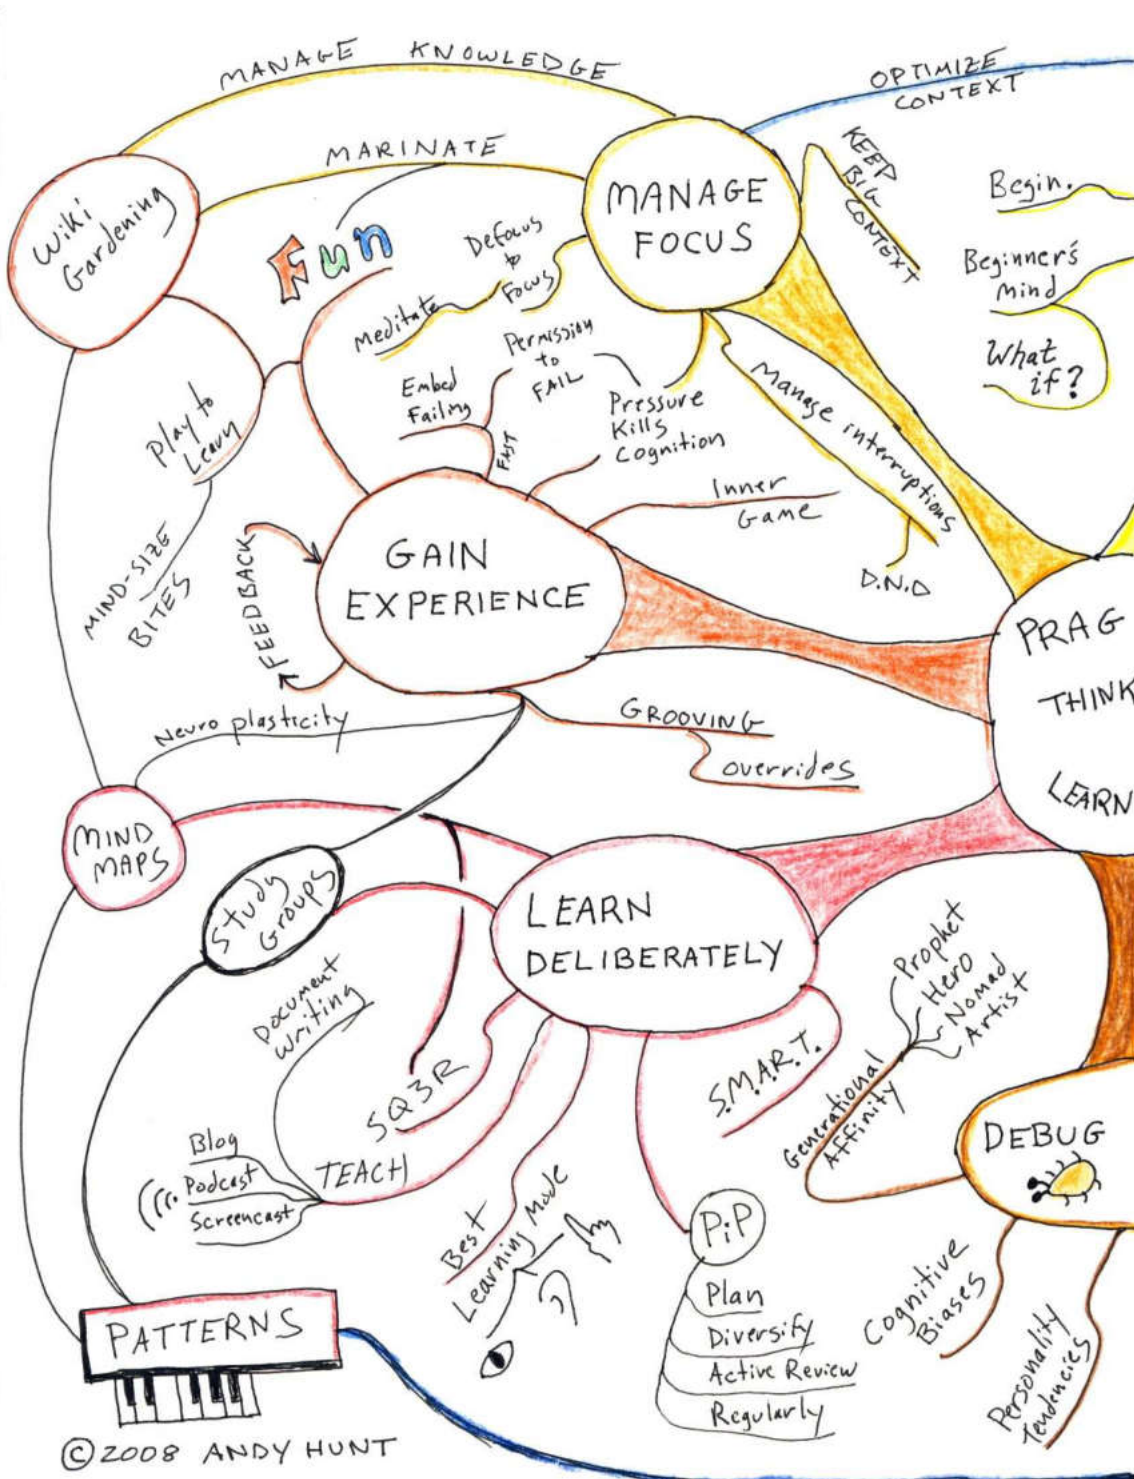 MANAGE KNOWLEDGE
OPTIMIZE
CONTEXT
MARINATE
KEEP
BIG
CONTEXT
MANAGE
FOCUS
Begin.
Wiki
Gardening
Fun
Defocus
to
Focus
Meditate
Beginner's
mind
What
if?
Permission
to
FAIL
Embed
Failing
FAST
Pressure
Kills
Cognition
Manage interruptions
D.N.D
Play to
Learn
MIND-SIZE
BITES
Inner
Game
FEEDBACK
GAIN
EXPERIENCE
PRAG
THINK
LEARN
Neuro plasticity
GROOVING
overrides
MIND
MAPS
Study
Groups
LEARN
DELIBERATELY
Document
Writing
SQ3R
S.M.A.R.T.
Prophet
Hero
Nomad
Artist
Generational
Affinity
DEBUG
Blog
Podcast
Screencast
TEACH
Best
Learning Mode
PiP
Plan
Diversify
Active Review
Regularly
Cognitive
Biases
Personality
Tendencies
PATTERNS
©2008 ANDY HUNT